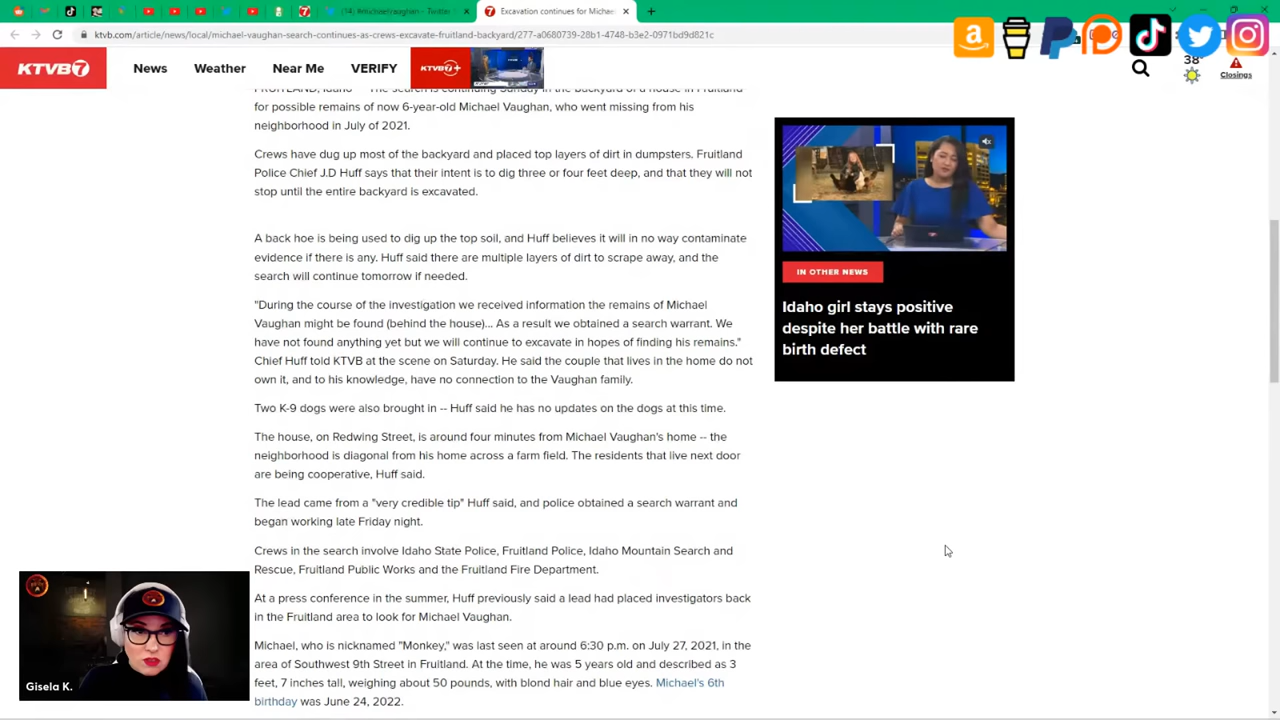 #MichaelVaughan - Twitter
Excavation continues for Michae
ktvb.com/article/news/local/michael-vaughan-search-continues-as-crews-excavate-fruitland-backyard/277-a0680739-28b1-4748-b3e2-0971bd9d821c
KTVB7 News Weather Near Me VERIFY KTVB+
38°
Closings
FRUITLAND, Idaho — The search is continuing Sunday in the backyard of a house in Fruitland
for possible remains of now 6-year-old Michael Vaughan, who went missing from his
neighborhood in July of 2021.
Crews have dug up most of the backyard and placed top layers of dirt in dumpsters. Fruitland
Police Chief J.D Huff says that their intent is to dig three or four feet deep, and that they will not
stop until the entire backyard is excavated.
A back hoe is being used to dig up the top soil, and Huff believes it will in no way contaminate
evidence if there is any. Huff said there are multiple layers of dirt to scrape away, and the
search will continue tomorrow if needed.
"During the course of the investigation we received information the remains of Michael
Vaughan might be found (behind the house)... As a result we obtained a search warrant. We
have not found anything yet but we will continue to excavate in hopes of finding his remains."
Chief Huff told KTVB at the scene on Saturday. He said the couple that lives in the home do not
own it, and to his knowledge, have no connection to the Vaughan family.
Two K-9 dogs were also brought in -- Huff said he has no updates on the dogs at this time.
The house, on Redwing Street, is around four minutes from Michael Vaughan's home -- the
neighborhood is diagonal from his home across a farm field. The residents that live next door
are being cooperative, Huff said.
The lead came from a "very credible tip" Huff said, and police obtained a search warrant and
began working late Friday night.
Crews in the search involve Idaho State Police, Fruitland Police, Idaho Mountain Search and
Rescue, Fruitland Public Works and the Fruitland Fire Department.
At a press conference in the summer, Huff previously said a lead had placed investigators back
in the Fruitland area to look for Michael Vaughan.
Michael, who is nicknamed "Monkey," was last seen at around 6:30 p.m. on July 27, 2021, in the
area of Southwest 9th Street in Fruitland. At the time, he was 5 years old and described as 3
feet, 7 inches tall, weighing about 50 pounds, with blond hair and blue eyes. Michael's 6th
birthday was June 24, 2022.
IN OTHER NEWS
Idaho girl stays positive
despite her battle with rare
birth defect
Gisela K.